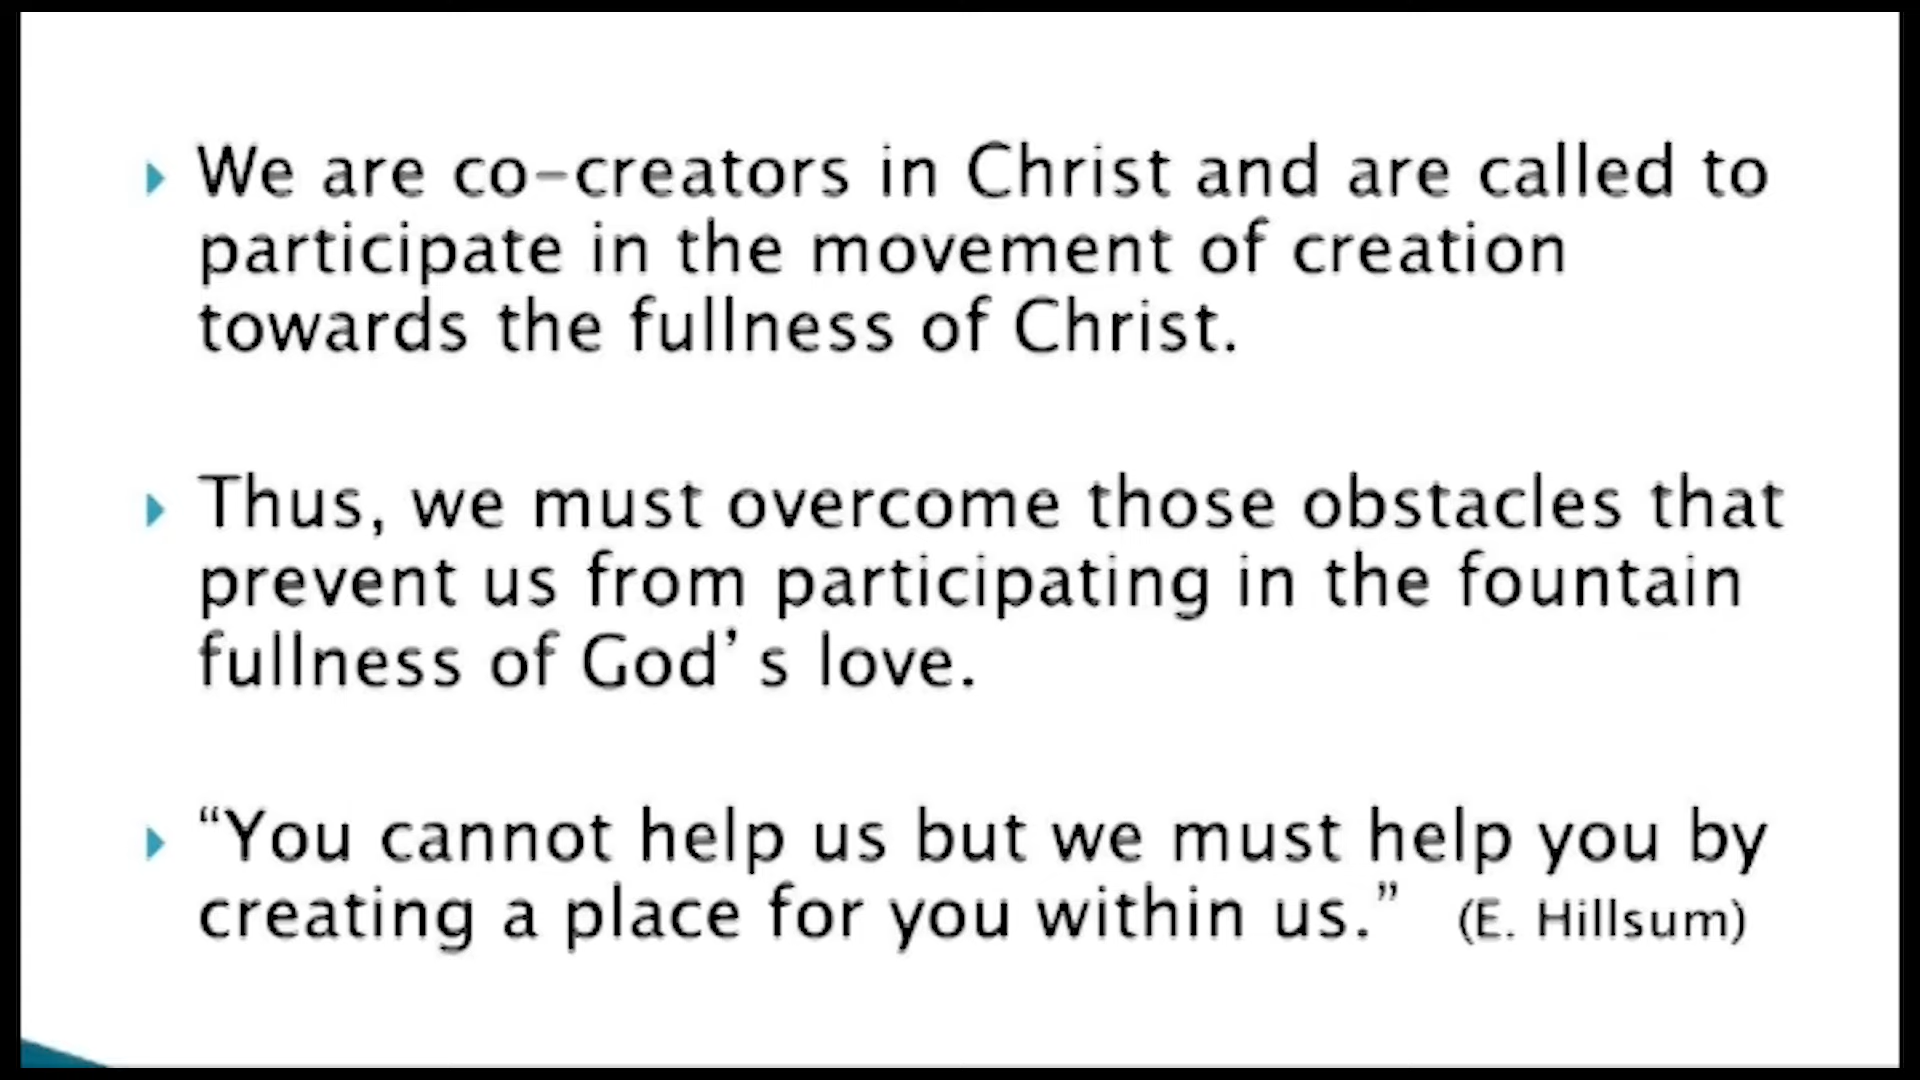 We are co-creators in Christ and are called to
participate in the movement of creation
towards the fullness of Christ.
Thus, we must overcome those obstacles that
prevent us from participating in the fountain
fullness of God’s love.
“You cannot help us but we must help you by
creating a place for you within us.” (E. Hillsum)